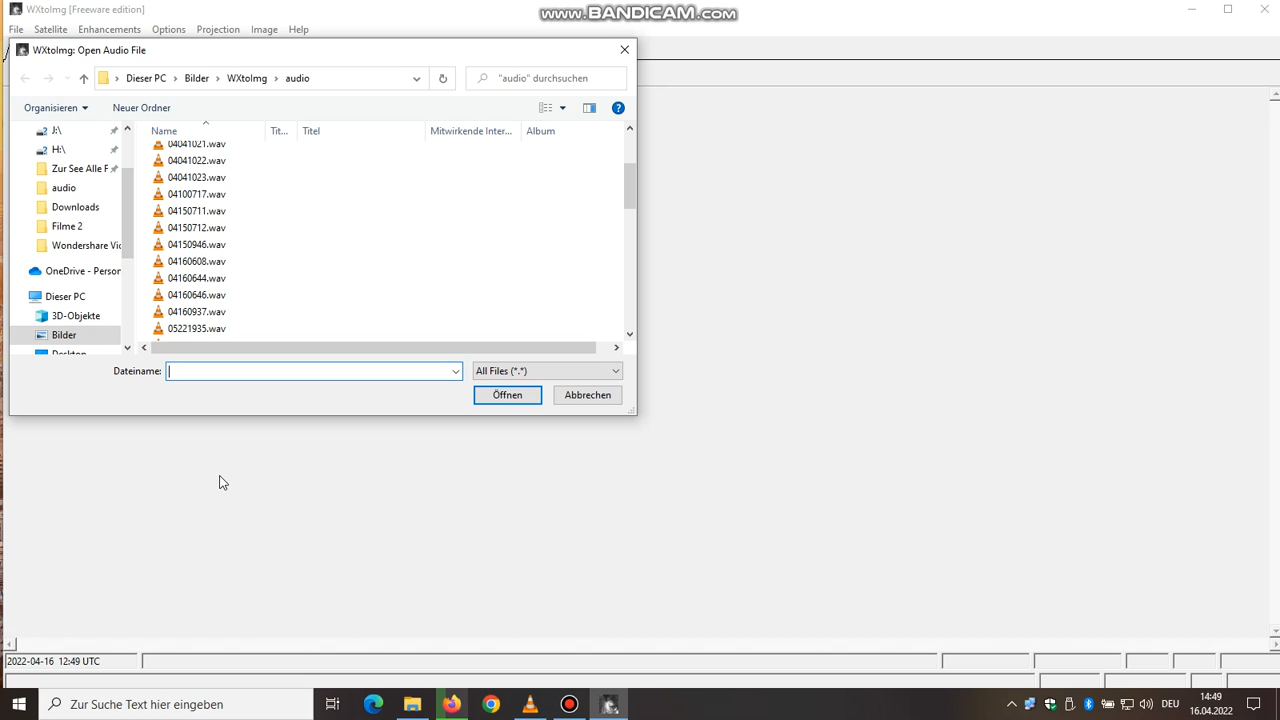 WXtoImg [Freeware edition]
www.BANDICAM.com
File Satellite Enhancements Options Projection Image Help
WXtoImg: Open Audio File
Dieser PC › Bilder › WXtoImg › audio
"audio" durchsuchen
Organisieren Neuer Ordner
Name Tit... Titel Mitwirkende Inter... Album
J:\
H:\
Zur See Alle F
audio
Downloads
Filme 2
Wondershare Vic
OneDrive - Person
Dieser PC
3D-Objekte
Bilder
Desktop
04041021.wav
04041022.wav
04041023.wav
04100717.wav
04150711.wav
04150712.wav
04150946.wav
04160608.wav
04160644.wav
04160646.wav
04160937.wav
05221935.wav
Dateiname:
All Files (*.*)
Öffnen Abbrechen
2022-04-16 12:49 UTC
Zur Suche Text hier eingeben
DEU
14:49
16.04.2022